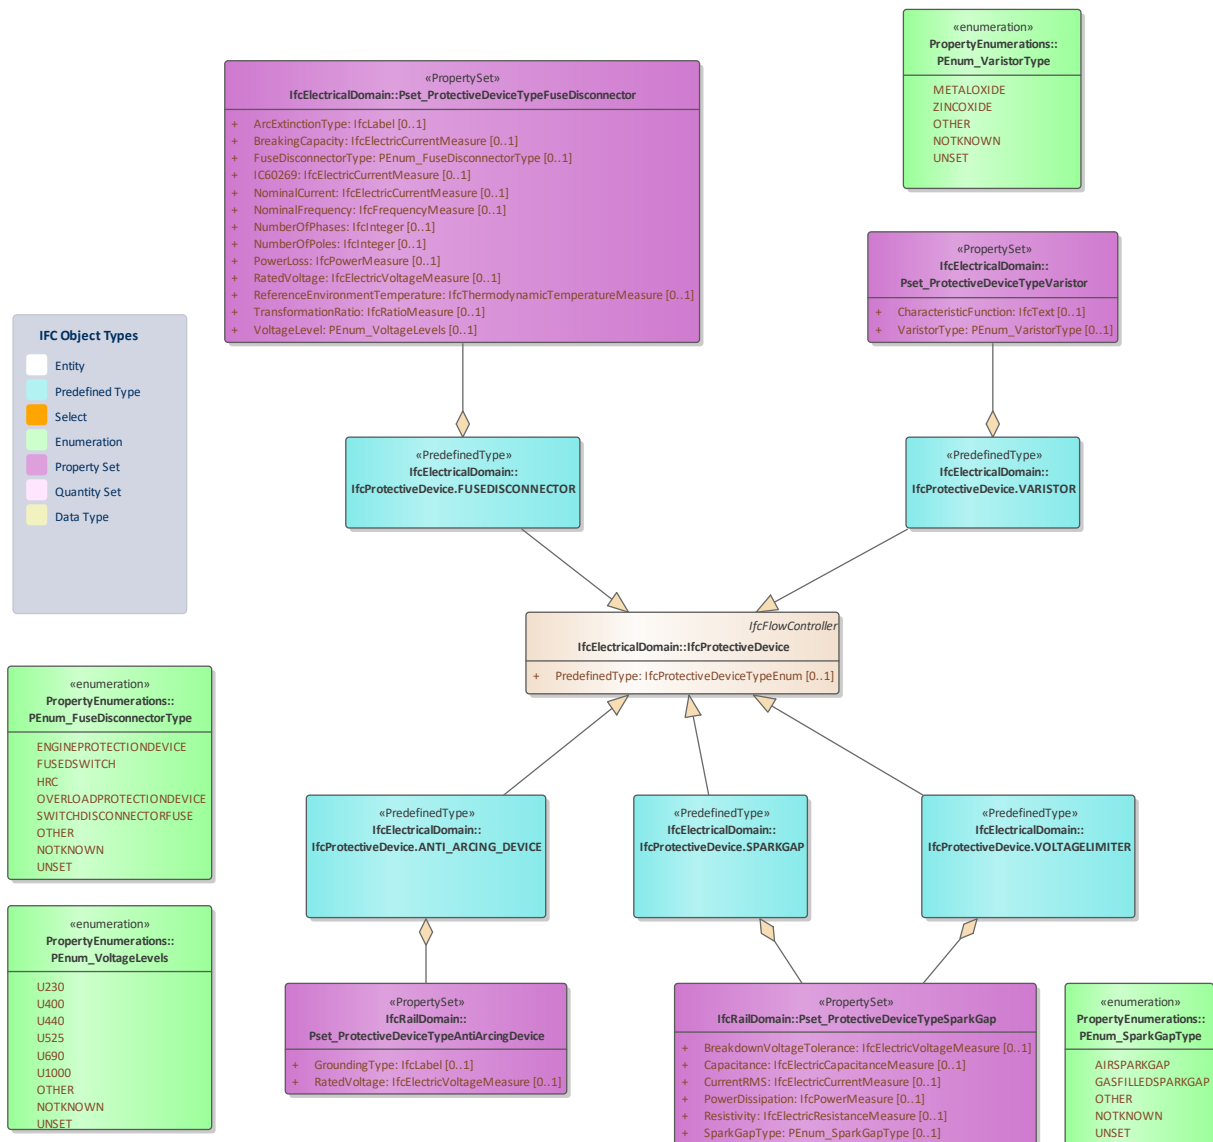 «enumeration»
PropertyEnumerations::
PEnum_VaristorType
METALOXIDE
ZINCOXIDE
OTHER
NOTKNOWN
UNSET
«PropertySet»
IfcElectricalDomain::Pset_ProtectiveDeviceTypeFuseDisconnector
+ ArcExtinctionType: IfcLabel [0..1]
+ BreakingCapacity: IfcElectricCurrentMeasure [0..1]
+ FuseDisconnectorType: PEnum_FuseDisconnectorType [0..1]
+ IC60269: IfcElectricCurrentMeasure [0..1]
+ NominalCurrent: IfcElectricCurrentMeasure [0..1]
+ NominalFrequency: IfcFrequencyMeasure [0..1]
+ NumberOfPhases: IfcInteger [0..1]
+ NumberOfPoles: IfcInteger [0..1]
+ PowerLoss: IfcPowerMeasure [0..1]
+ RatedVoltage: IfcElectricVoltageMeasure [0..1]
+ ReferenceEnvironmentTemperature: IfcThermodynamicTemperatureMeasure [0..1]
+ TransformationRatio: IfcRatioMeasure [0..1]
+ VoltageLevel: PEnum_VoltageLevels [0..1]
«PropertySet»
IfcElectricalDomain::
Pset_ProtectiveDeviceTypeVaristor
+ CharacteristicFunction: IfcText [0..1]
+ VaristorType: PEnum_VaristorType [0..1]
IFC Object Types
Entity
Predefined Type
Select
Enumeration
Property Set
Quantity Set
Data Type
«PredefinedType»
IfcElectricalDomain::
IfcProtectiveDevice.FUSEDISCONNECTOR
«PredefinedType»
IfcElectricalDomain::
IfcProtectiveDevice.VARISTOR
IfcFlowController
IfcElectricalDomain::IfcProtectiveDevice
+ PredefinedType: IfcProtectiveDeviceTypeEnum [0..1]
«enumeration»
PropertyEnumerations::
PEnum_FuseDisconnectorType
ENGINEPROTECTIONDEVICE
FUSEDSWITCH
HRC
OVERLOADPROTECTIONDEVICE
SWITCHDISCONNECTORFUSE
OTHER
NOTKNOWN
UNSET
«PredefinedType»
IfcElectricalDomain::
IfcProtectiveDevice.ANTI_ARCING_DEVICE
«PredefinedType»
IfcElectricalDomain::
IfcProtectiveDevice.SPARKGAP
«PredefinedType»
IfcElectricalDomain::
IfcProtectiveDevice.VOLTAGELIMITER
«enumeration»
PropertyEnumerations::
PEnum_VoltageLevels
U230
U400
U440
U525
U690
U1000
OTHER
NOTKNOWN
UNSET
«PropertySet»
IfcRailDomain::
Pset_ProtectiveDeviceTypeAntiArcingDevice
+ GroundingType: IfcLabel [0..1]
+ RatedVoltage: IfcElectricVoltageMeasure [0..1]
«PropertySet»
IfcRailDomain::Pset_ProtectiveDeviceTypeSparkGap
+ BreakdownVoltageTolerance: IfcElectricVoltageMeasure [0..1]
+ Capacitance: IfcElectricCapacitanceMeasure [0..1]
+ CurrentRMS: IfcElectricCurrentMeasure [0..1]
+ PowerDissipation: IfcPowerMeasure [0..1]
+ Resistivity: IfcElectricResistanceMeasure [0..1]
+ SparkGapType: PEnum_SparkGapType [0..1]
«enumeration»
PropertyEnumerations::
PEnum_SparkGapType
AIRSPARKGAP
GASFILLEDSPARKGAP
OTHER
NOTKNOWN
UNSET